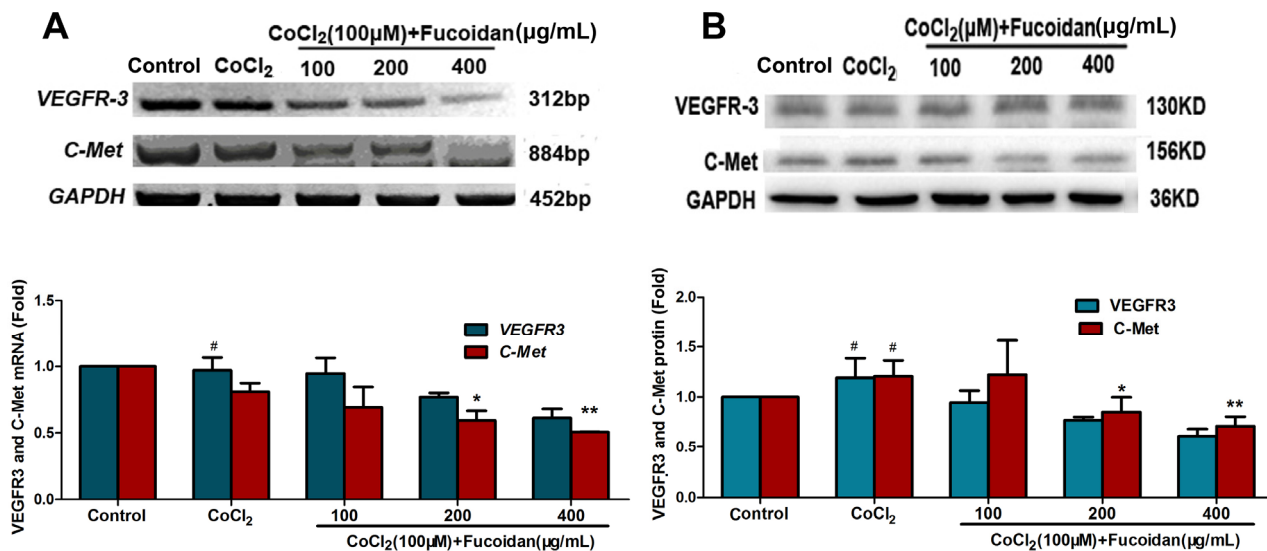 A
CoCl₂(100µM)+Fucoidan(µg/mL)
Control CoCl₂ 100 200 400
VEGFR-3 312bp
C-Met 884bp
GAPDH 452bp
B
CoCl₂(µM)+Fucoidan(µg/mL)
Control CoCl₂ 100 200 400
VEGFR-3 130KD
C-Met 156KD
GAPDH 36KD
VEGFR3 and C-Met mRNA (Fold)
1.5
1.0
0.5
0.0
VEGFR3
C-Met
#
*
**
Control CoCl₂ 100 200 400
CoCl₂(100µM)+Fucoidan(µg/mL)
VEGFR3 and C-Met protin (Fold)
2.0
1.5
1.0
0.5
0.0
VEGFR3
C-Met
# #
*
**
Control CoCl₂ 100 200 400
CoCl₂(100µM)+Fucoidan(µg/mL)